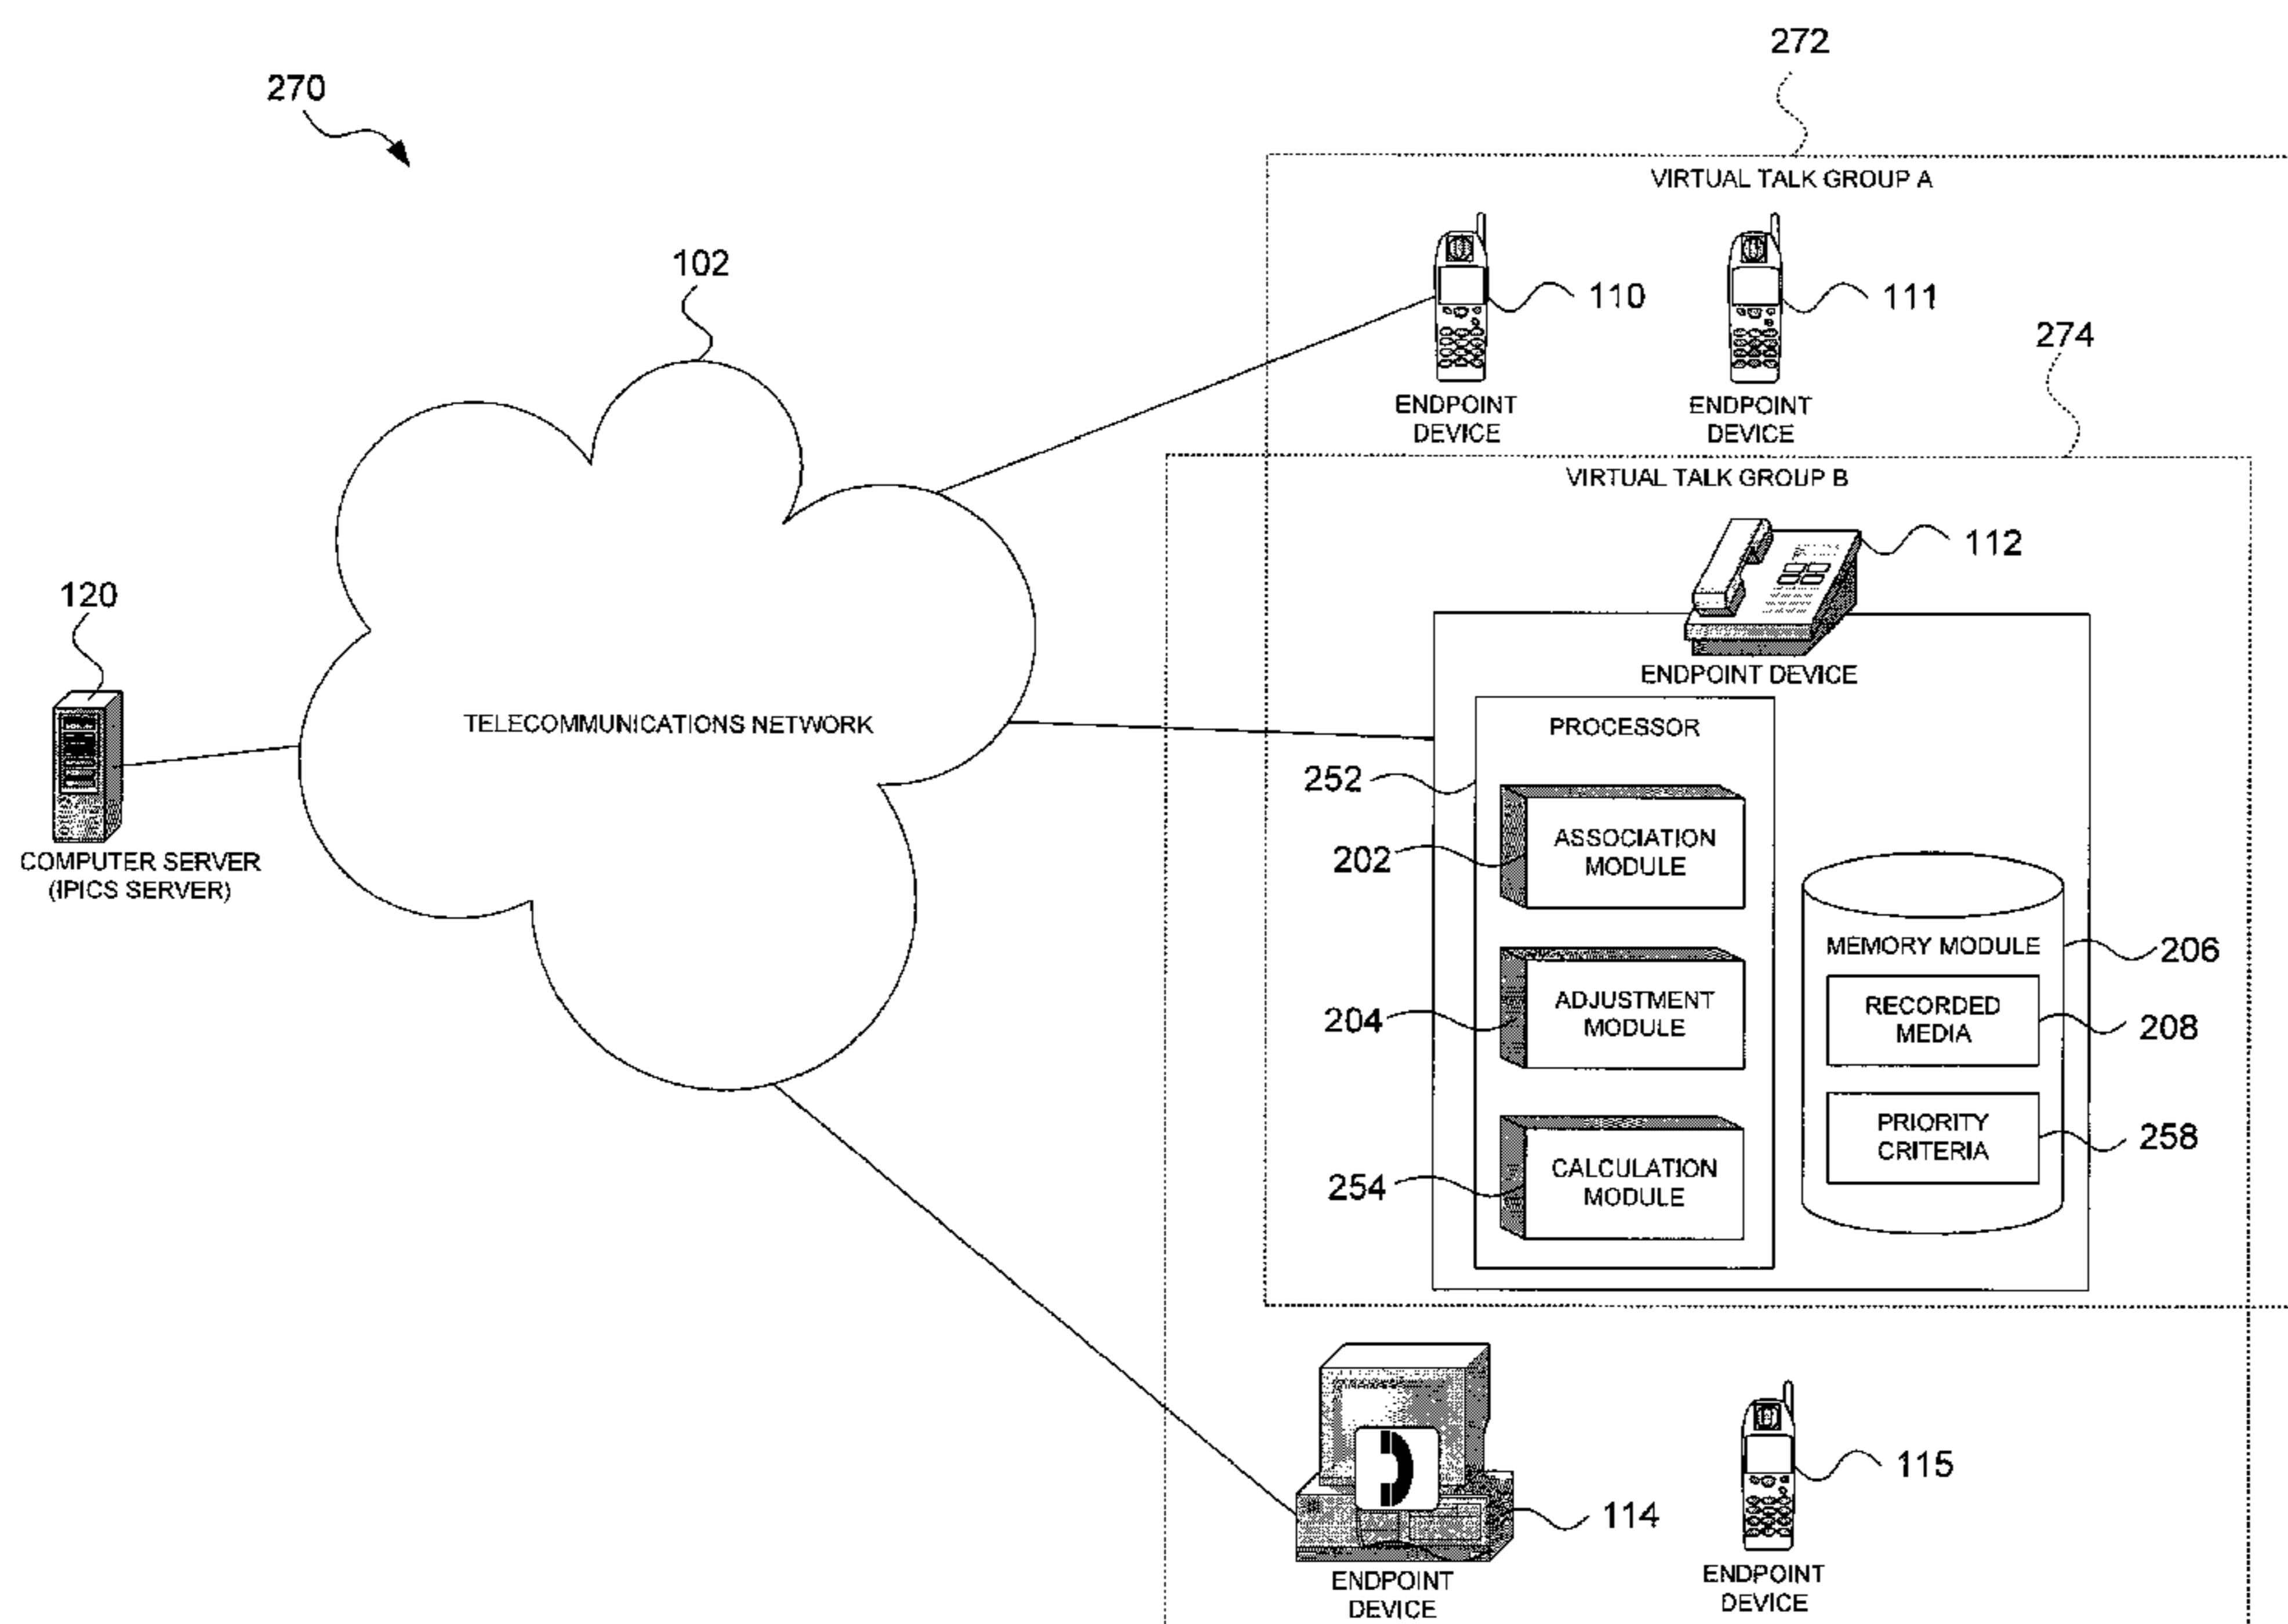 272
270
VIRTUAL TALK GROUP A
102
110
111
274
ENDPOINT
DEVICE
ENDPOINT
DEVICE
VIRTUAL TALK GROUP B
112
120
ENDPOINT DEVICE
TELECOMMUNICATIONS NETWORK
PROCESSOR
252
ASSOCIATION
MODULE
202
COMPUTER SERVER
(IPICS SERVER)
MEMORY MODULE
206
ADJUSTMENT
MODULE
204
RECORDED
MEDIA
208
PRIORITY
CRITERIA
258
CALCULATION
MODULE
254
115
114
ENDPOINT
DEVICE
ENDPOINT
DEVICE